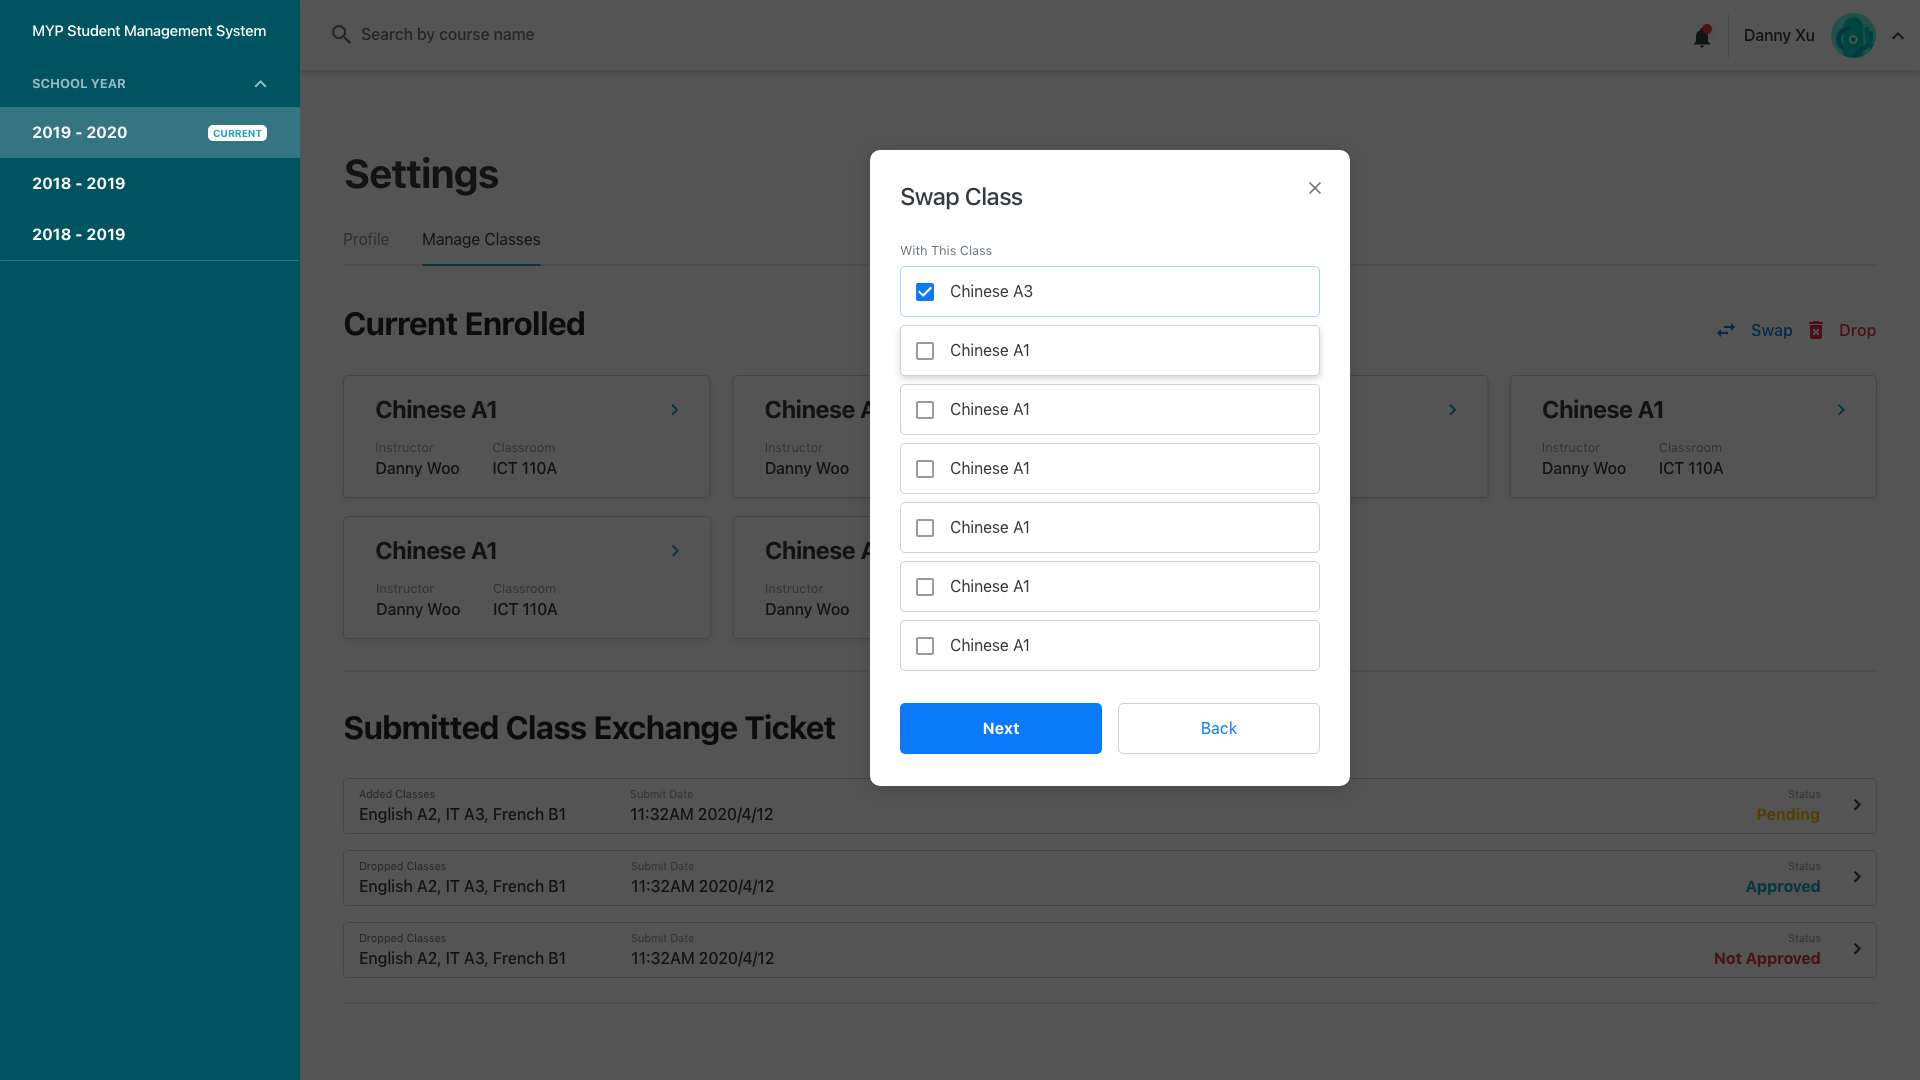 MYP Student Management System
SCHOOL YEAR
2019 - 2020
CURRENT
2018 - 2019
2018 - 2019
Search by course name
Danny Xu
Settings
Profile
Manage Classes
Current Enrolled
Swap
Drop
Chinese A1
Instructor
Classroom
Danny Woo
ICT 110A
Chinese A
Instructor
Danny Woo
Chinese A1
Instructor
Classroom
Danny Woo
ICT 110A
Chinese A1
Instructor
Classroom
Danny Woo
ICT 110A
Chinese A
Instructor
Danny Woo
Submitted Class Exchange Ticket
Added Classes
English A2, IT A3, French B1
Submit Date
11:32AM 2020/4/12
Status
Pending
Dropped Classes
English A2, IT A3, French B1
Submit Date
11:32AM 2020/4/12
Status
Approved
Dropped Classes
English A2, IT A3, French B1
Submit Date
11:32AM 2020/4/12
Status
Not Approved
Swap Class
With This Class
Chinese A3
Chinese A1
Chinese A1
Chinese A1
Chinese A1
Chinese A1
Chinese A1
Next
Back